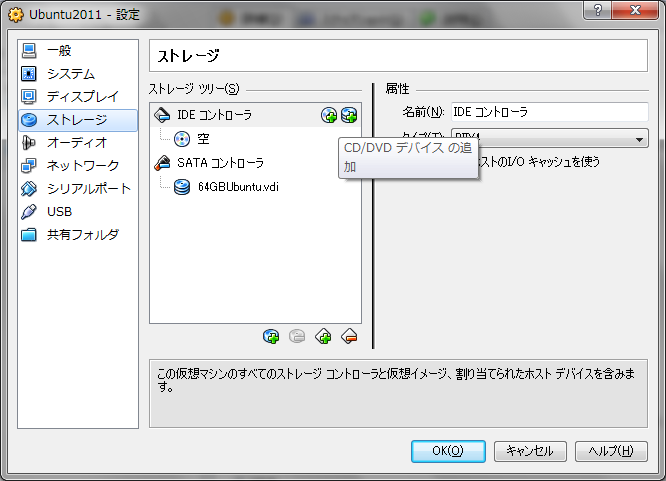 Ubuntu2011 - 設定
一般
システム
ディスプレイ
ストレージ
オーディオ
ネットワーク
シリアルポート
USB
共有フォルダ
ストレージ
ストレージ ツリー(S)
IDE コントローラ
空
SATA コントローラ
64GBUbuntu.vdi
属性
名前(N):
IDE コントローラ
CD/DVD デバイス の追
加
ストのI/O キャッシュを使う
この仮想マシンのすべてのストレージ コントローラと仮想イメージ、割り当てられたホスト デバイスを含みま
す。
OK(O)
キャンセル
ヘルプ(H)